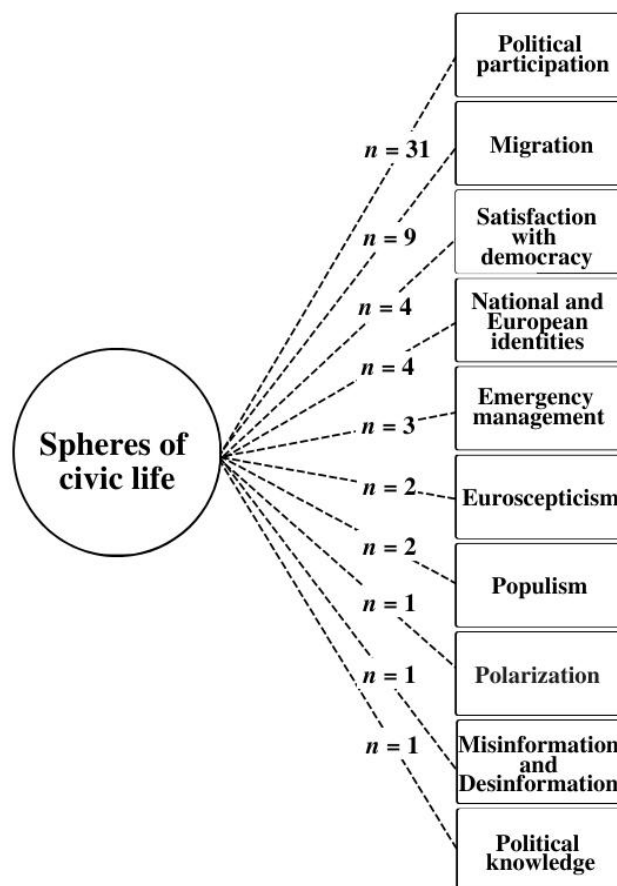 Political
participation
n = 31
Migration
n = 9
Satisfaction
with
democracy
n = 4
National and
European
identities
n = 4
Emergency
management
n = 3
Spheres of
civic life
Euroscepticism
n = 2
Populism
n = 2
Polarization
n = 1
Misinformation
and
Desinformation
n = 1
Political
knowledge
n = 1